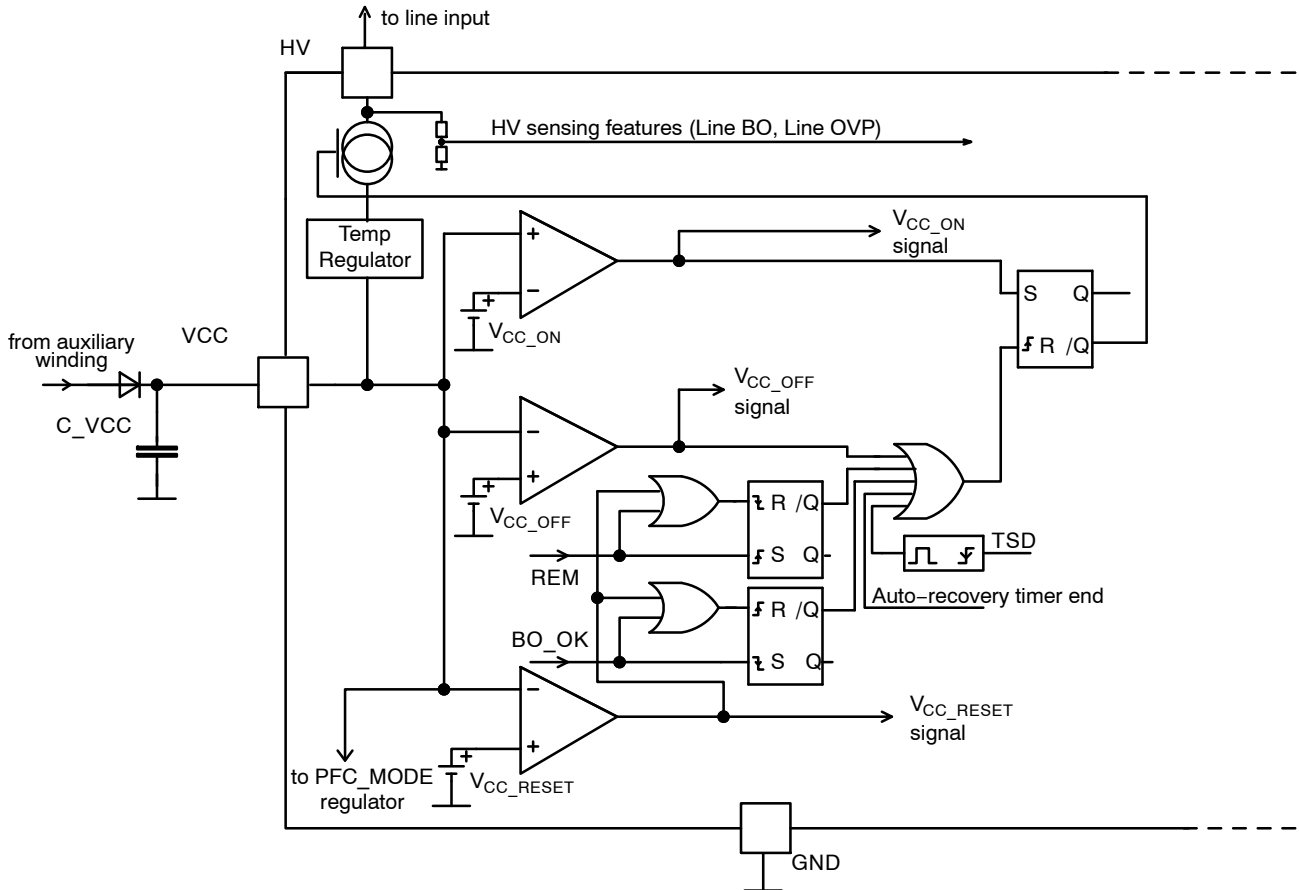 to line input
HV
HV sensing features (Line BO, Line OVP)
Temp
Regulator
+
−
+
VCC_ON
VCC_ON
signal
S Q
R /Q
from auxiliary
winding
VCC
C_VCC
VCC_OFF
signal
−
+
+
VCC_OFF
R /Q
S Q
REM
TSD
Auto−recovery timer end
R /Q
S Q
BO_OK
−
+
+
VCC_RESET
VCC_RESET
signal
to PFC_MODE
regulator
GND